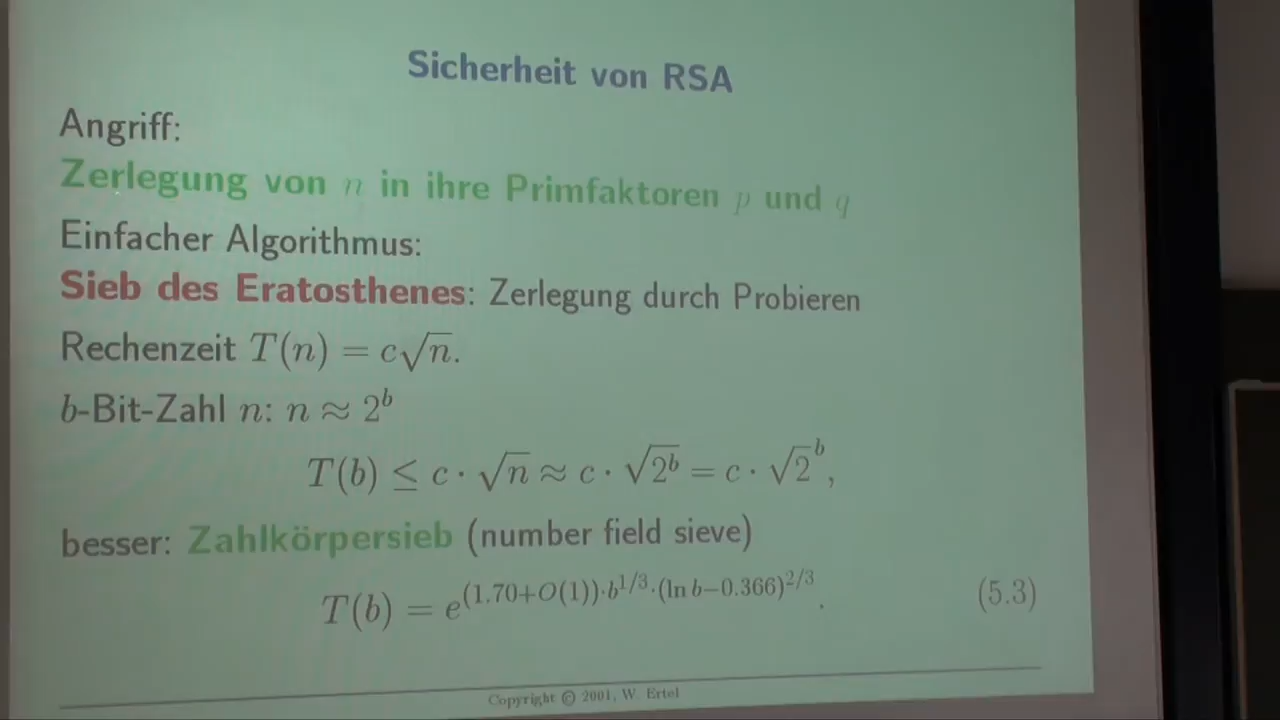 Sicherheit von RSA
Angriff:
Zerlegung von n in ihre Primfaktoren p und q
Einfacher Algorithmus:
Sieb des Eratosthenes: Zerlegung durch Probieren
Rechenzeit T(n) = c√n.
b-Bit-Zahl n: n ≈ 2^b
T(b) ≤ c · √n ≈ c · √(2^b) = c · √2^b,
besser: Zahlkörpersieb (number field sieve)
T(b) = e^((1.70+O(1))·b^(1/3)·(ln b−0.366)^(2/3)). (5.3)
Copyright © 2001, W. Ertel